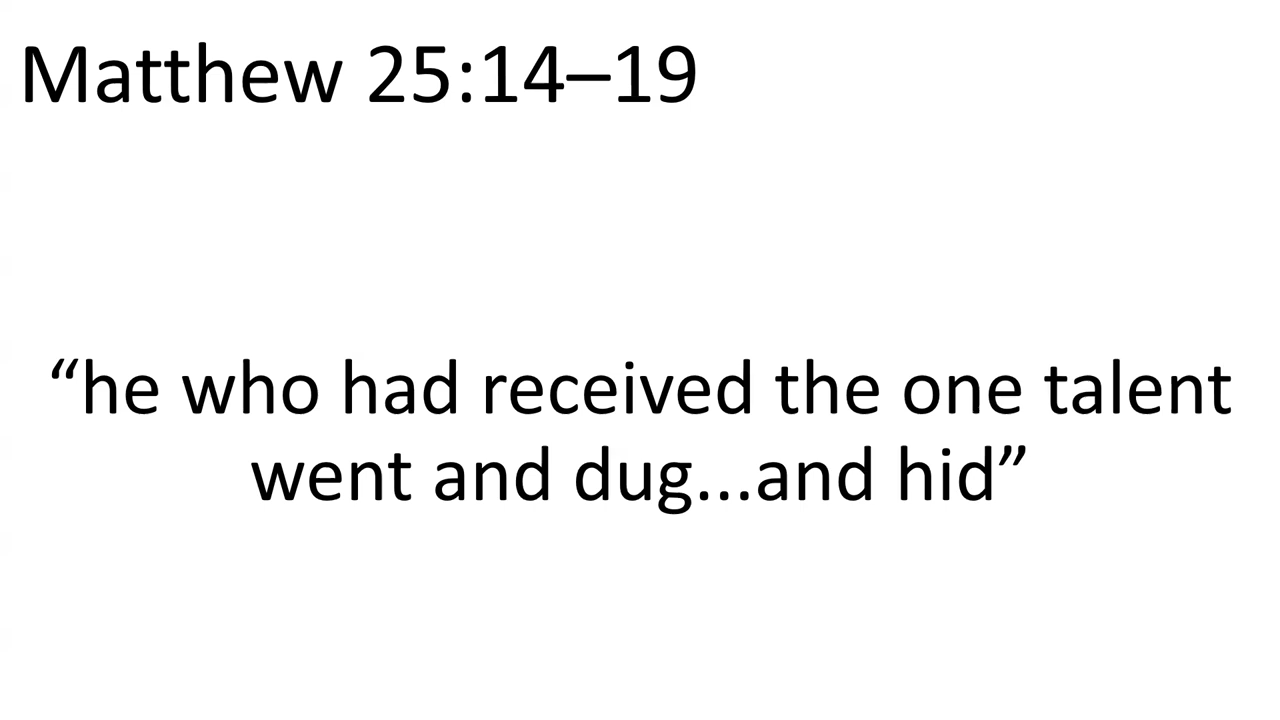 Matthew 25:14–19
“he who had received the one talent
went and dug...and hid”